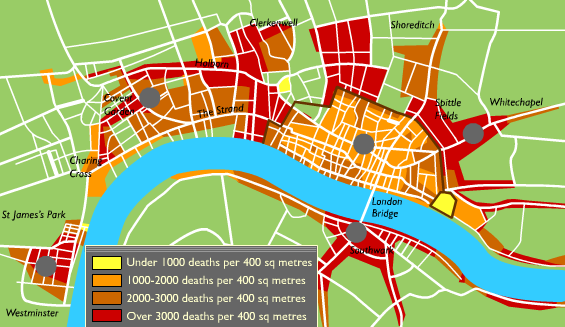 Clerkenwell
Shoreditch
Holborn
Covent
Garden
The Strand
Spittle
Fields
Whitechapel
Charing
Cross
London
Bridge
St James's Park
Southwark
Westminster
Under 1000 deaths per 400 sq metres
1000-2000 deaths per 400 sq metres
2000-3000 deaths per 400 sq metres
Over 3000 deaths per 400 sq metres